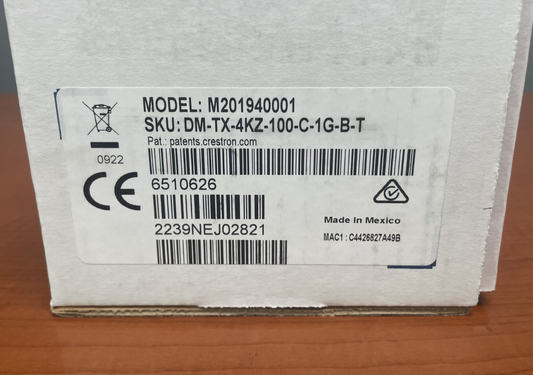 MODEL: M201940001
SKU: DM-TX-4KZ-100-C-1G-B-T
Pat.: patents.crestron.com
0922
CE
6510626
2239NEJ02821
Made In Mexico
MAC1 : C4426827A49B